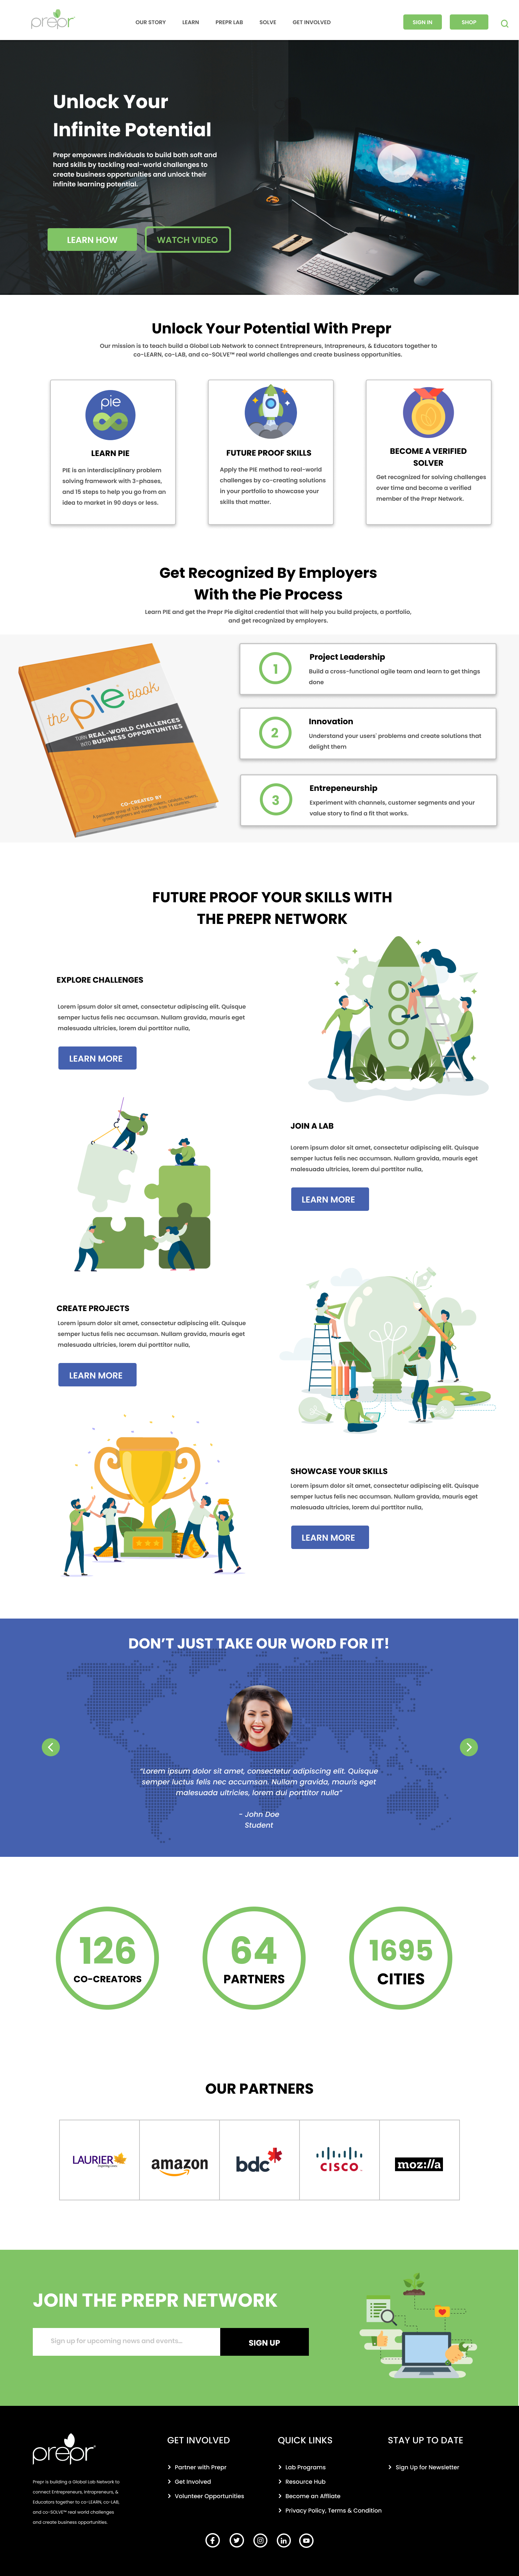 prepr
OUR STORY
LEARN
PREPR LAB
SOLVE
GET INVOLVED
SIGN IN
SHOP
Unlock Your
Infinite Potential
Prepr empowers individuals to build both soft and
hard skills by tackling real-world challenges to
create business opportunities and unlock their
infinite learning potential.
LEARN HOW
WATCH VIDEO
Unlock Your Potential With Prepr
Our mission is to teach build a Global Lab Network to connect Entrepreneurs, Intrapreneurs, & Educators together to
co-LEARN, co-LAB, and co-SOLVE™ real world challenges and create business opportunities.
pie
LEARN PIE
PIE is an interdisciplinary problem
solving framework with 3-phases,
and 15 steps to help you go from an
idea to market in 90 days or less.
FUTURE PROOF SKILLS
Apply the PIE method to real-world
challenges by co-creating solutions
in your portfolio to showcase your
skills that matter.
BECOME A VERIFIED
SOLVER
Get recognized for solving challenges
over time and become a verified
member of the Prepr Network.
Get Recognized By Employers
With the Pie Process
Learn PIE and get the Prepr Pie digital credential that will help you build projects, a portfolio,
and get recognized by employers.
the pie book
TURN REAL-WORLD CHALLENGES
INTO BUSINESS OPPORTUNITIES
CO-CREATED BY
1
Project Leadership
Build a cross-functional agile team and learn to get things
done
2
Innovation
Understand your users' problems and create solutions that
delight them
3
Entrepeneurship
Experiment with channels, customer segments and your
value story to find a fit that works.
FUTURE PROOF YOUR SKILLS WITH
THE PREPR NETWORK
EXPLORE CHALLENGES
Lorem ipsum dolor sit amet, consectetur adipiscing elit. Quisque
semper luctus felis nec accumsan. Nullam gravida, mauris eget
malesuada ultricies, lorem dui porttitor nulla,
LEARN MORE
JOIN A LAB
Lorem ipsum dolor sit amet, consectetur adipiscing elit. Quisque
semper luctus felis nec accumsan. Nullam gravida, mauris eget
malesuada ultricies, lorem dui porttitor nulla,
LEARN MORE
CREATE PROJECTS
Lorem ipsum dolor sit amet, consectetur adipiscing elit. Quisque
semper luctus felis nec accumsan. Nullam gravida, mauris eget
malesuada ultricies, lorem dui porttitor nulla,
LEARN MORE
SHOWCASE YOUR SKILLS
Lorem ipsum dolor sit amet, consectetur adipiscing elit. Quisque
semper luctus felis nec accumsan. Nullam gravida, mauris eget
malesuada ultricies, lorem dui porttitor nulla,
LEARN MORE
DON'T JUST TAKE OUR WORD FOR IT!
"Lorem ipsum dolor sit amet, consectetur adipiscing elit. Quisque
semper luctus felis nec accumsan. Nullam gravida, mauris eget
malesuada ultricies, lorem dui porttitor nulla"
- John Doe
Student
126
CO-CREATORS
64
PARTNERS
1695
CITIES
OUR PARTNERS
LAURIER
amazon
bdc
CISCO
moz://a
JOIN THE PREPR NETWORK
Sign up for upcoming news and events...
SIGN UP
prepr
Prepr is building a Global Lab Network to
connect Entrepreneurs, Intrapreneurs, &
Educators together to co-LEARN, co-LAB,
and co-SOLVE™ real world challenges
and create business opportunities.
GET INVOLVED
Partner with Prepr
Get Involved
Volunteer Opportunities
QUICK LINKS
Lab Programs
Resource Hub
Become an Affliate
Privacy Policy, Terms & Condition
STAY UP TO DATE
Sign Up for Newsletter